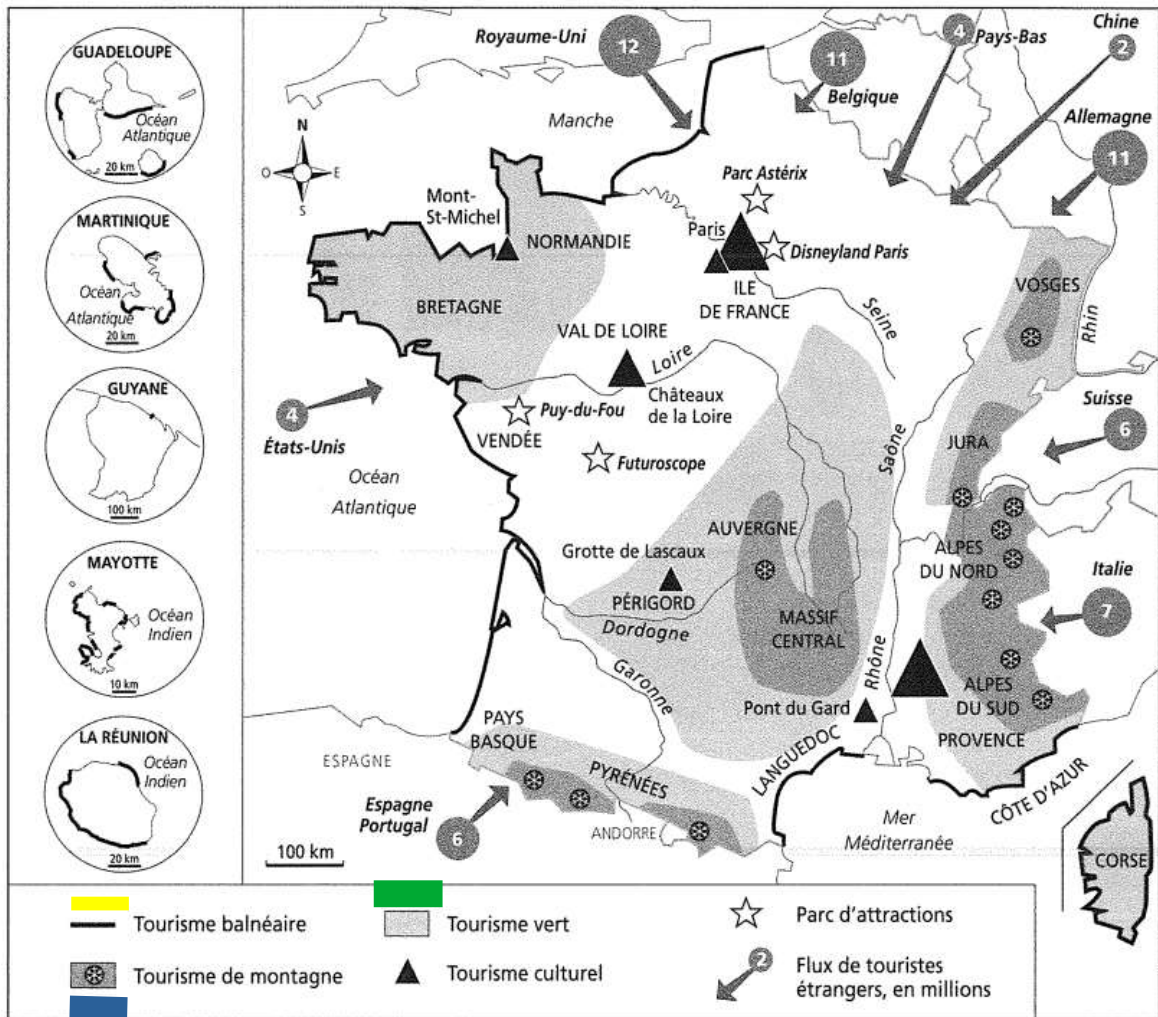 GUADELOUPE
Océan
Atlantique
20 km
MARTINIQUE
Océan
Atlantique
20 km
GUYANE
100 km
MAYOTTE
Océan
Indien
10 km
LA RÉUNION
Océan
Indien
20 km
Royaume-Uni
12
11
Belgique
4
Pays-Bas
Chine
2
Allemagne
11
Manche
N
O
E
S
Mont-
St-Michel
NORMANDIE
BRETAGNE
Parc Astérix
Paris
Disneyland Paris
ILE
DE FRANCE
Seine
VOSGES
Rhin
VAL DE LOIRE
Loire
Châteaux
de la Loire
4
États-Unis
Puy-du-Fou
VENDÉE
Futuroscope
Océan
Atlantique
Saône
JURA
Suisse
6
AUVERGNE
Grotte de Lascaux
PÉRIGORD
Dordogne
MASSIF
CENTRAL
ALPES
DU NORD
Italie
7
Garonne
Rhône
Pont du Gard
ALPES
DU SUD
PROVENCE
LANGUEDOC
CÔTE D'AZUR
PAYS
BASQUE
ESPAGNE
PYRÉNÉES
ANDORRE
Espagne
Portugal
6
Mer
Méditerranée
CORSE
100 km
Tourisme balnéaire
Tourisme vert
Parc d'attractions
Tourisme de montagne
Tourisme culturel
2
Flux de touristes
étrangers, en millions